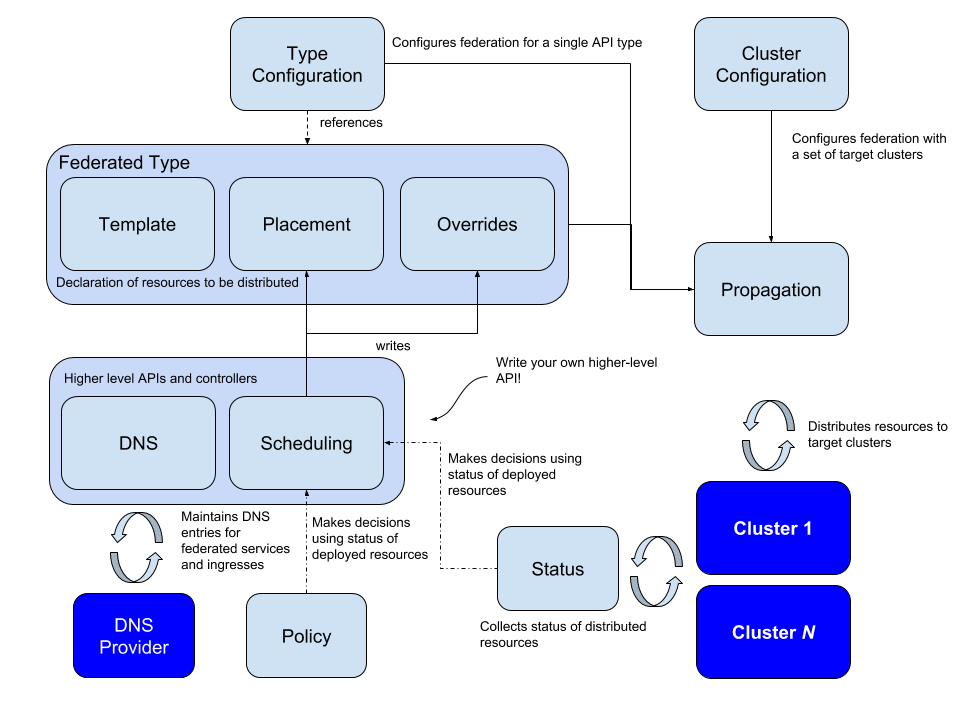 Type
Configuration
Configures federation for a single API type
Cluster
Configuration
references
Configures federation with
a set of target clusters
Federated Type
Template
Placement
Overrides
Declaration of resources to be distributed
Propagation
writes
Write your own higher-level
API!
Higher level APIs and controllers
DNS
Scheduling
Makes decisions using
status of deployed
resources
Distributes resources to
target clusters
Maintains DNS
entries for
federated services
and ingresses
Makes decisions
using status of
deployed resources
Cluster 1
Status
Collects status of distributed
resources
Cluster N
DNS
Provider
Policy